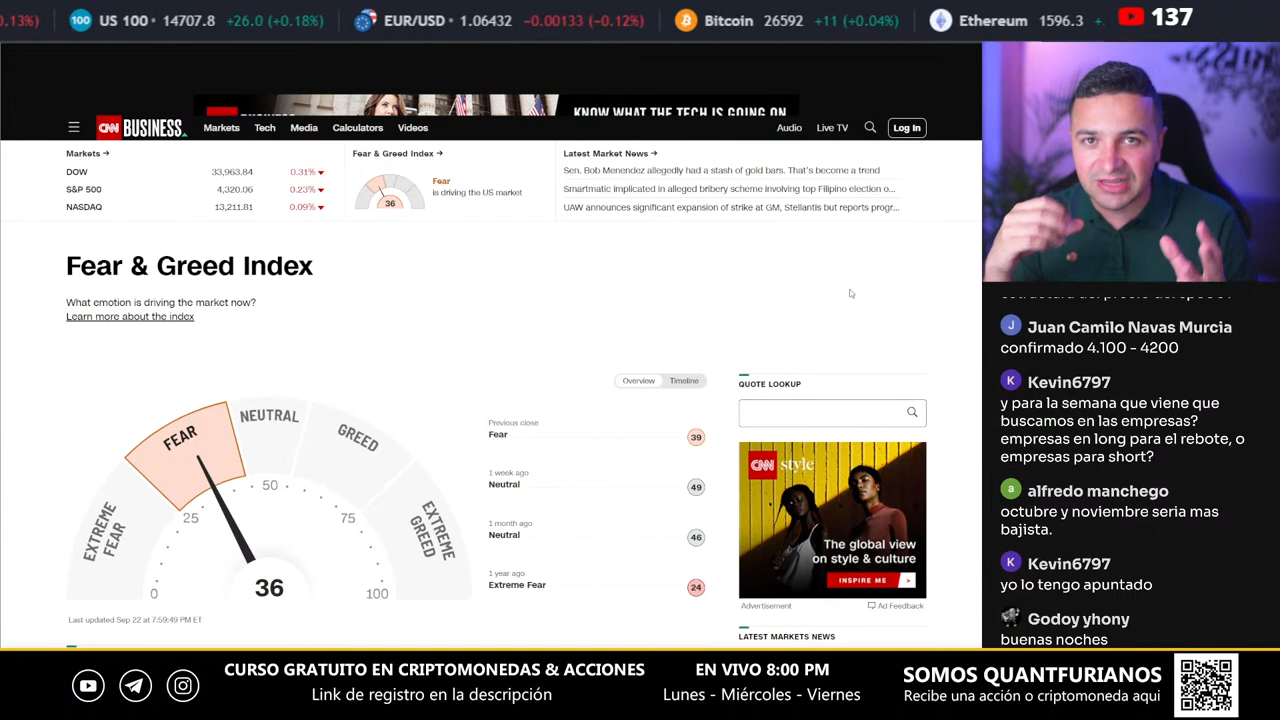 0.13%)
100 US 100 · 14707.8 +26.0 (+0.18%)
EUR/USD · 1.06432 −0.00133 (−0.12%)
Bitcoin 26592 +11 (+0.04%)
Ethereum 1596.3 +
137
KNOW WHAT THE TECH IS GOING ON
CNN BUSINESS
Markets Tech Media Calculators Videos
Audio Live TV Log In
Markets →
DOW 33,963.84 0.31%
S&P 500 4,320.06 0.23%
NASDAQ 13,211.81 0.09%
Fear & Greed Index →
36
Fear
is driving the US market
Latest Market News →
Sen. Bob Menendez allegedly had a stash of gold bars. That's become a trend
Smartmatic implicated in alleged bribery scheme involving top Filipino election o...
UAW announces significant expansion of strike at GM, Stellantis but reports progr...
Fear & Greed Index
What emotion is driving the market now?
Learn more about the index
Overview Timeline
EXTREME FEAR
FEAR
NEUTRAL
GREED
EXTREME GREED
0
25
50
75
100
36
Last updated Sep 22 at 7:59:49 PM ET
Previous close
Fear 39
1 week ago
Neutral 49
1 month ago
Neutral 46
1 year ago
Extreme Fear 24
QUOTE LOOKUP
CNN style
The global view
on style & culture
INSPIRE ME >
Advertisement Ad Feedback
LATEST MARKETS NEWS
J Juan Camilo Navas Murcia
confirmado 4.100 - 4200
K Kevin6797
y para la semana que viene que
buscamos en las empresas?
empresas en long para el rebote, o
empresas para short?
a alfredo manchego
octubre y noviembre seria mas
bajista.
K Kevin6797
yo lo tengo apuntado
Godoy yhony
buenas noches
CURSO GRATUITO EN CRIPTOMONEDAS & ACCIONES
Link de registro en la descripción
EN VIVO 8:00 PM
Lunes - Miércoles - Viernes
SOMOS QUANTFURIANOS
Recibe una acción o criptomoneda aqui